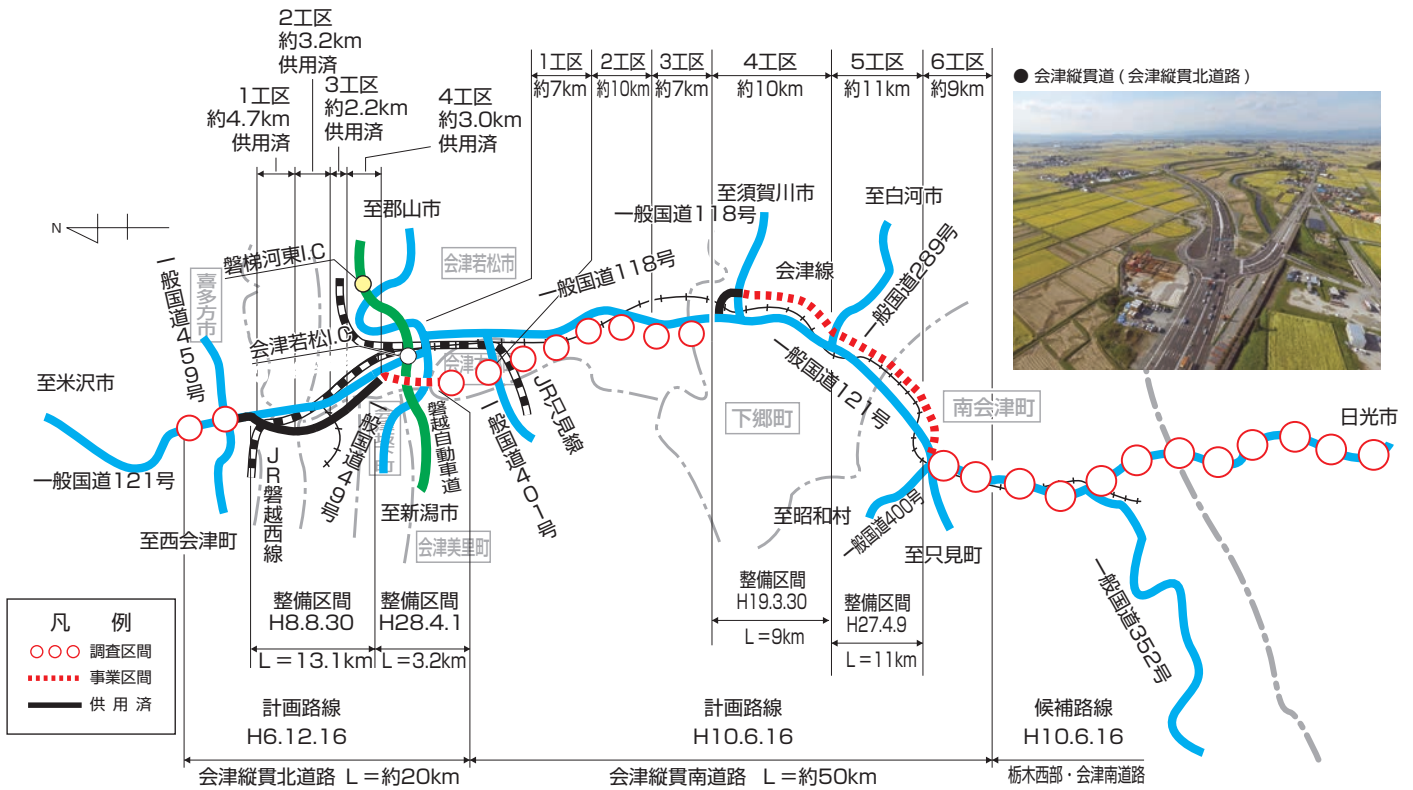 2工区
約3.2km
供用済
1工区
約4.7km
供用済
3工区
約2.2km
供用済
4工区
約3.0km
供用済
1工区
約7km
2工区
約10km
3工区
約7km
4工区
約10km
5工区
約11km
6工区
約9km
● 会津縦貫道 ( 会津縦貫北道路 )
N
至郡山市
磐梯河東I.C
会津若松市
喜多方市
一般国道459号
会津若松I.C
至米沢市
一般国道121号
至西会津町
JR磐越西線
一般国道49号
磐越自動車道
至新潟市
会津美里町
一般国道401号
JR只見線
一般国道118号
一般国道118号
至須賀川市
会津線
至白河市
一般国道289号
一般国道121号
下郷町
南会津町
至昭和村
一般国道400号
至只見町
日光市
一般国道352号
凡 例
調査区間
事業区間
供 用 済
整備区間
H8.8.30
L=13.1km
整備区間
H28.4.1
L=3.2km
整備区間
H19.3.30
L=9km
整備区間
H27.4.9
L=11km
計画路線
H6.12.16
会津縦貫北道路 L=約20km
計画路線
H10.6.16
会津縦貫南道路 L=約50km
候補路線
H10.6.16
栃木西部・会津南道路